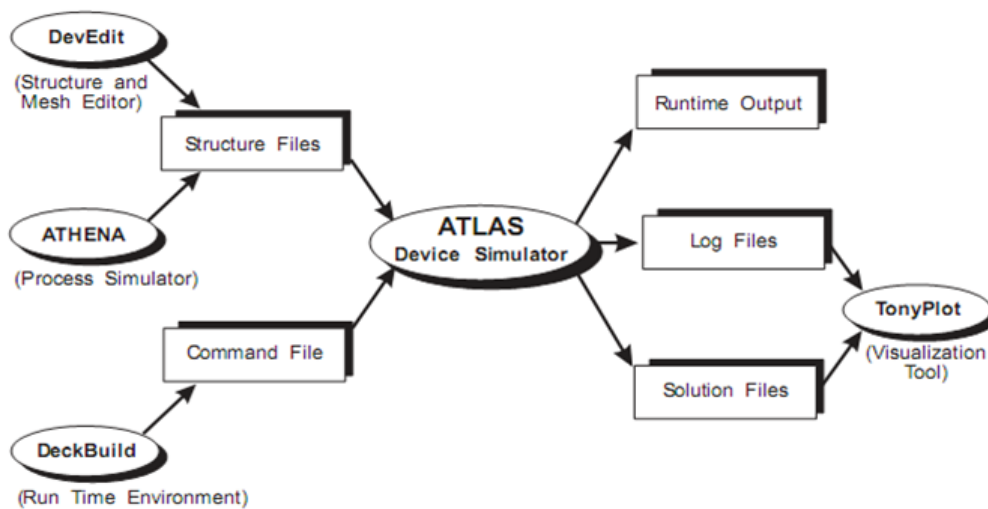 DevEdit
(Structure and
Mesh Editor)
Structure Files
ATHENA
(Process Simulator)
Command File
DeckBuild
(Run Time Environment)
ATLAS
Device Simulator
Runtime Output
Log Files
Solution Files
TonyPlot
(Visualization
Tool)